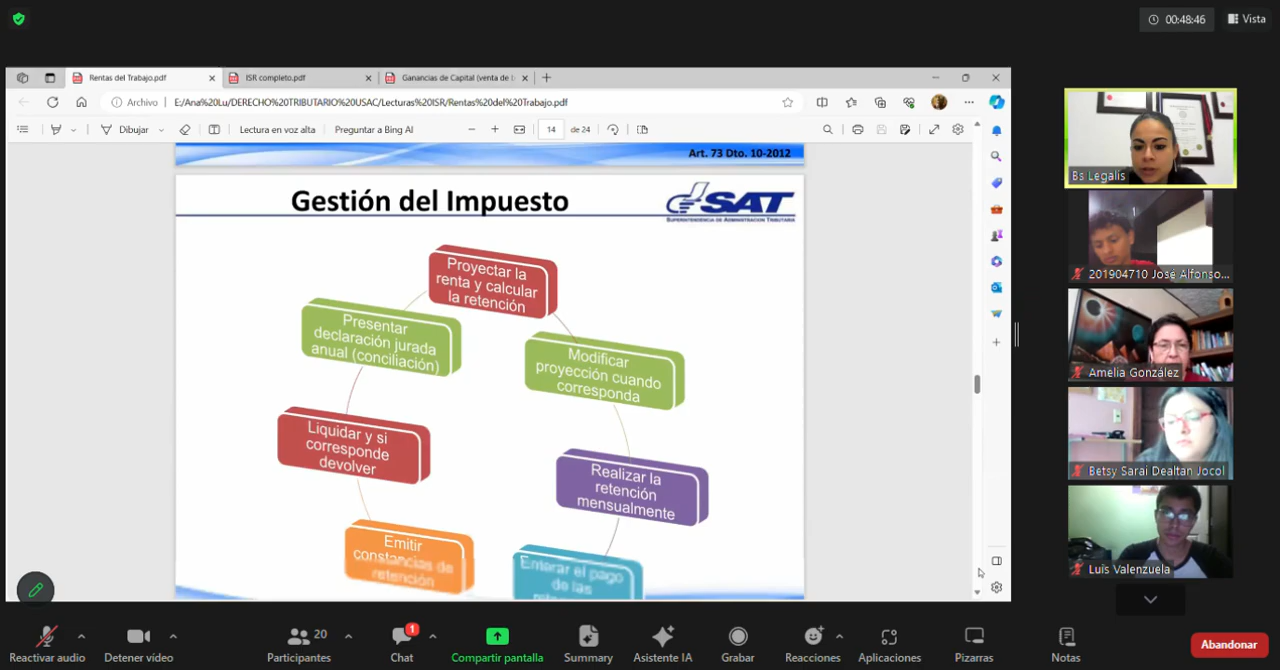 00:48:46
Vista
Rentas del Trabajo.pdf
ISR completo.pdf
Ganancias de Capital (venta de b
Archivo
E:/Ana%20Lu/DERECHO%20TRIBUTARIO%20USAC/Lecturas%20ISR/Rentas%20del%20Trabajo.pdf
Dibujar
Lectura en voz alta
Preguntar a Bing AI
14
de 24
Art. 73 Dto. 10-2012
Gestión del Impuesto
SAT
SUPERINTENDENCIA DE ADMINISTRACION TRIBUTARIA
Proyectar la
renta y calcular
la retención
Presentar
declaración jurada
anual (conciliación)
Modificar
proyección cuando
corresponda
Liquidar y si
corresponde
devolver
Realizar la
retención
mensualmente
Emitir
constancias de
retención
Enterar el pago
de las
Bs Legalis
201904710 José Alfonso...
Amelia González
Betsy Sarai Dealtan Jocol
Luis Valenzuela
Reactivar audio
Detener vídeo
20
Participantes
1
Chat
Compartir pantalla
Summary
Asistente IA
Grabar
Reacciones
Aplicaciones
Pizarras
Notas
Abandonar